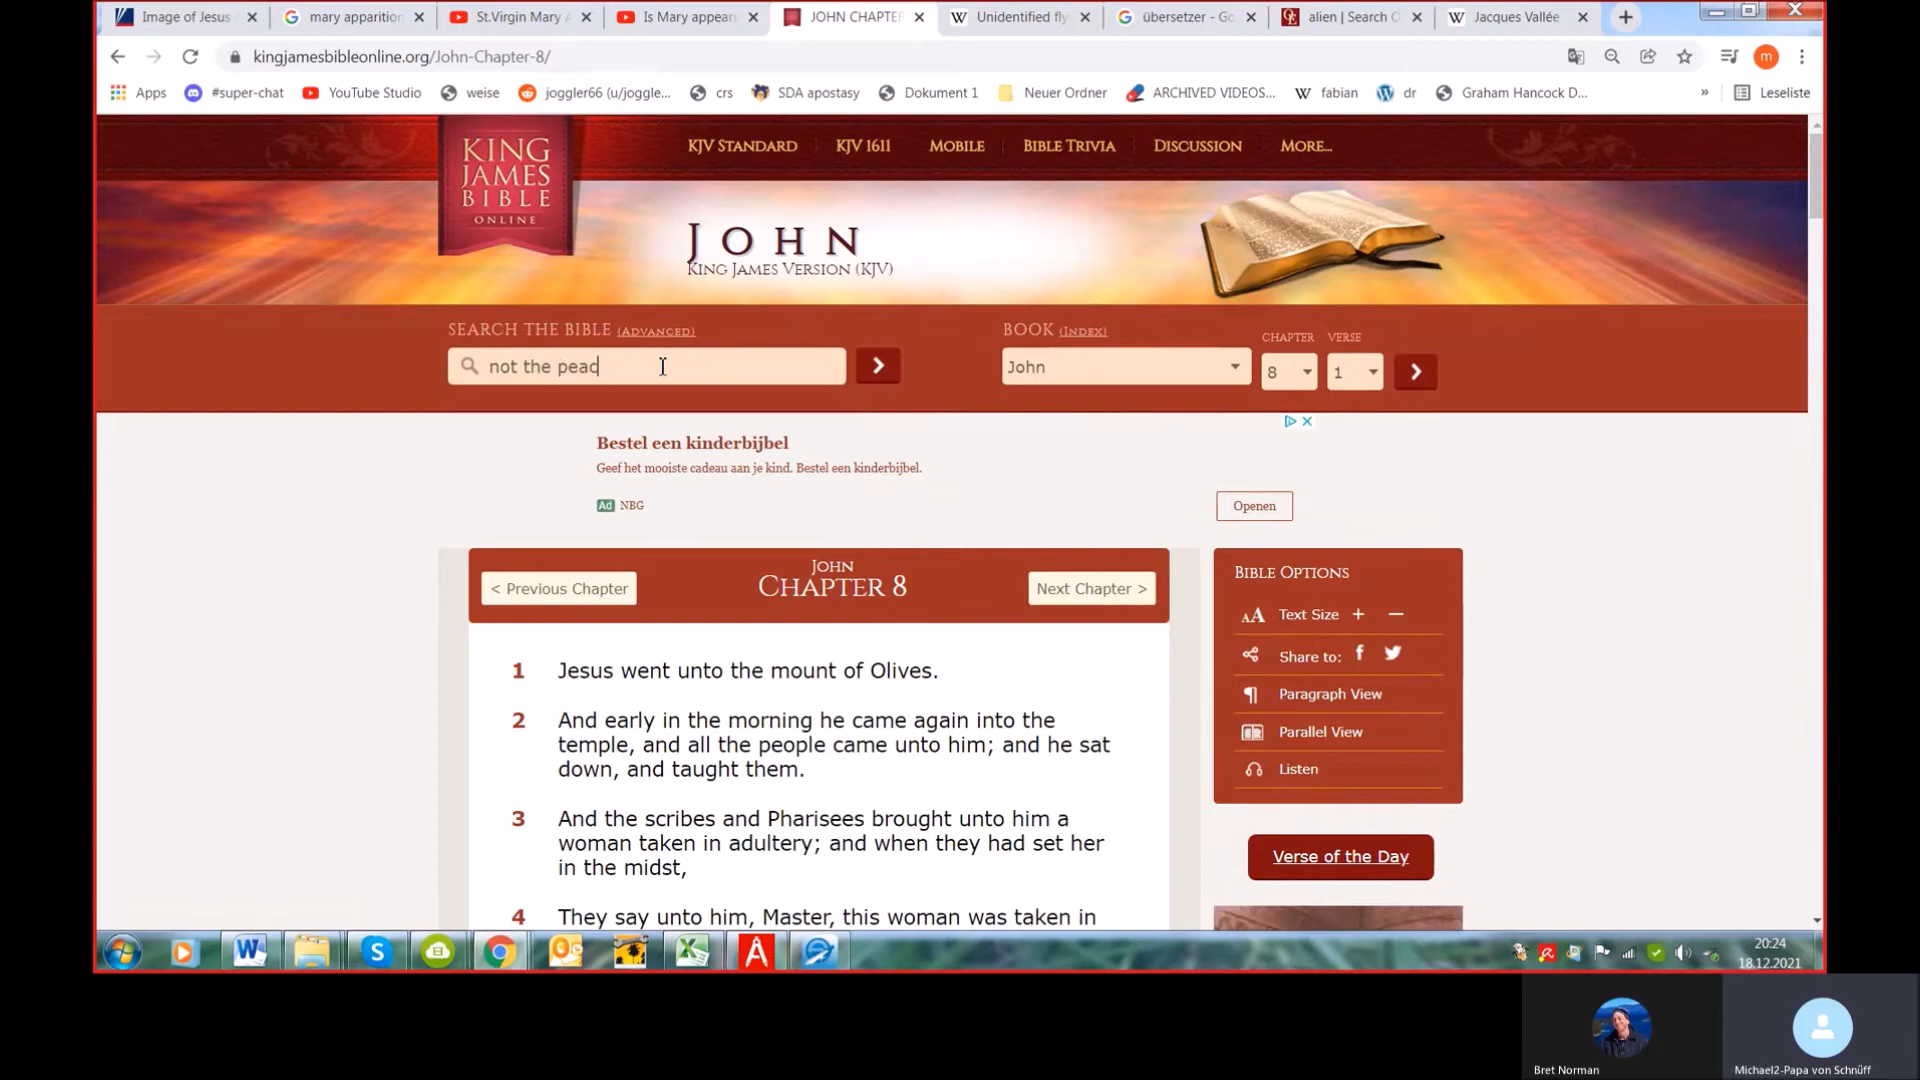 Image of Jesus
mary apparition
St.Virgin Mary A
Is Mary appear
JOHN CHAPTE
Unidentified fly
übersetzer - Go
alien | Search O
Jacques Vallée
kingjamesbibleonline.org/John-Chapter-8/
m
Apps
#super-chat
YouTube Studio
weise
joggler66 (u/joggle...
crs
SDA apostasy
Dokument 1
Neuer Ordner
ARCHIVED VIDEOS...
fabian
dr
Graham Hancock D...
»
Leseliste
KING
JAMES
BIBLE
ONLINE
KJV STANDARD
KJV 1611
MOBILE
BIBLE TRIVIA
DISCUSSION
MORE...
JOHN
KING JAMES VERSION (KJV)
SEARCH THE BIBLE (ADVANCED)
not the peac
BOOK (INDEX)
John
CHAPTER
8
VERSE
1
Bestel een kinderbijbel
Geef het mooiste cadeau aan je kind. Bestel een kinderbijbel.
Ad NBG
Openen
< Previous Chapter
JOHN
CHAPTER 8
Next Chapter >
1 Jesus went unto the mount of Olives.
2 And early in the morning he came again into the
temple, and all the people came unto him; and he sat
down, and taught them.
3 And the scribes and Pharisees brought unto him a
woman taken in adultery; and when they had set her
in the midst,
4 They say unto him, Master, this woman was taken in
BIBLE OPTIONS
AA Text Size + –
Share to:
Paragraph View
Parallel View
Listen
Verse of the Day
20:24
18.12.2021
Bret Norman
Michael2-Papa von Schnüff